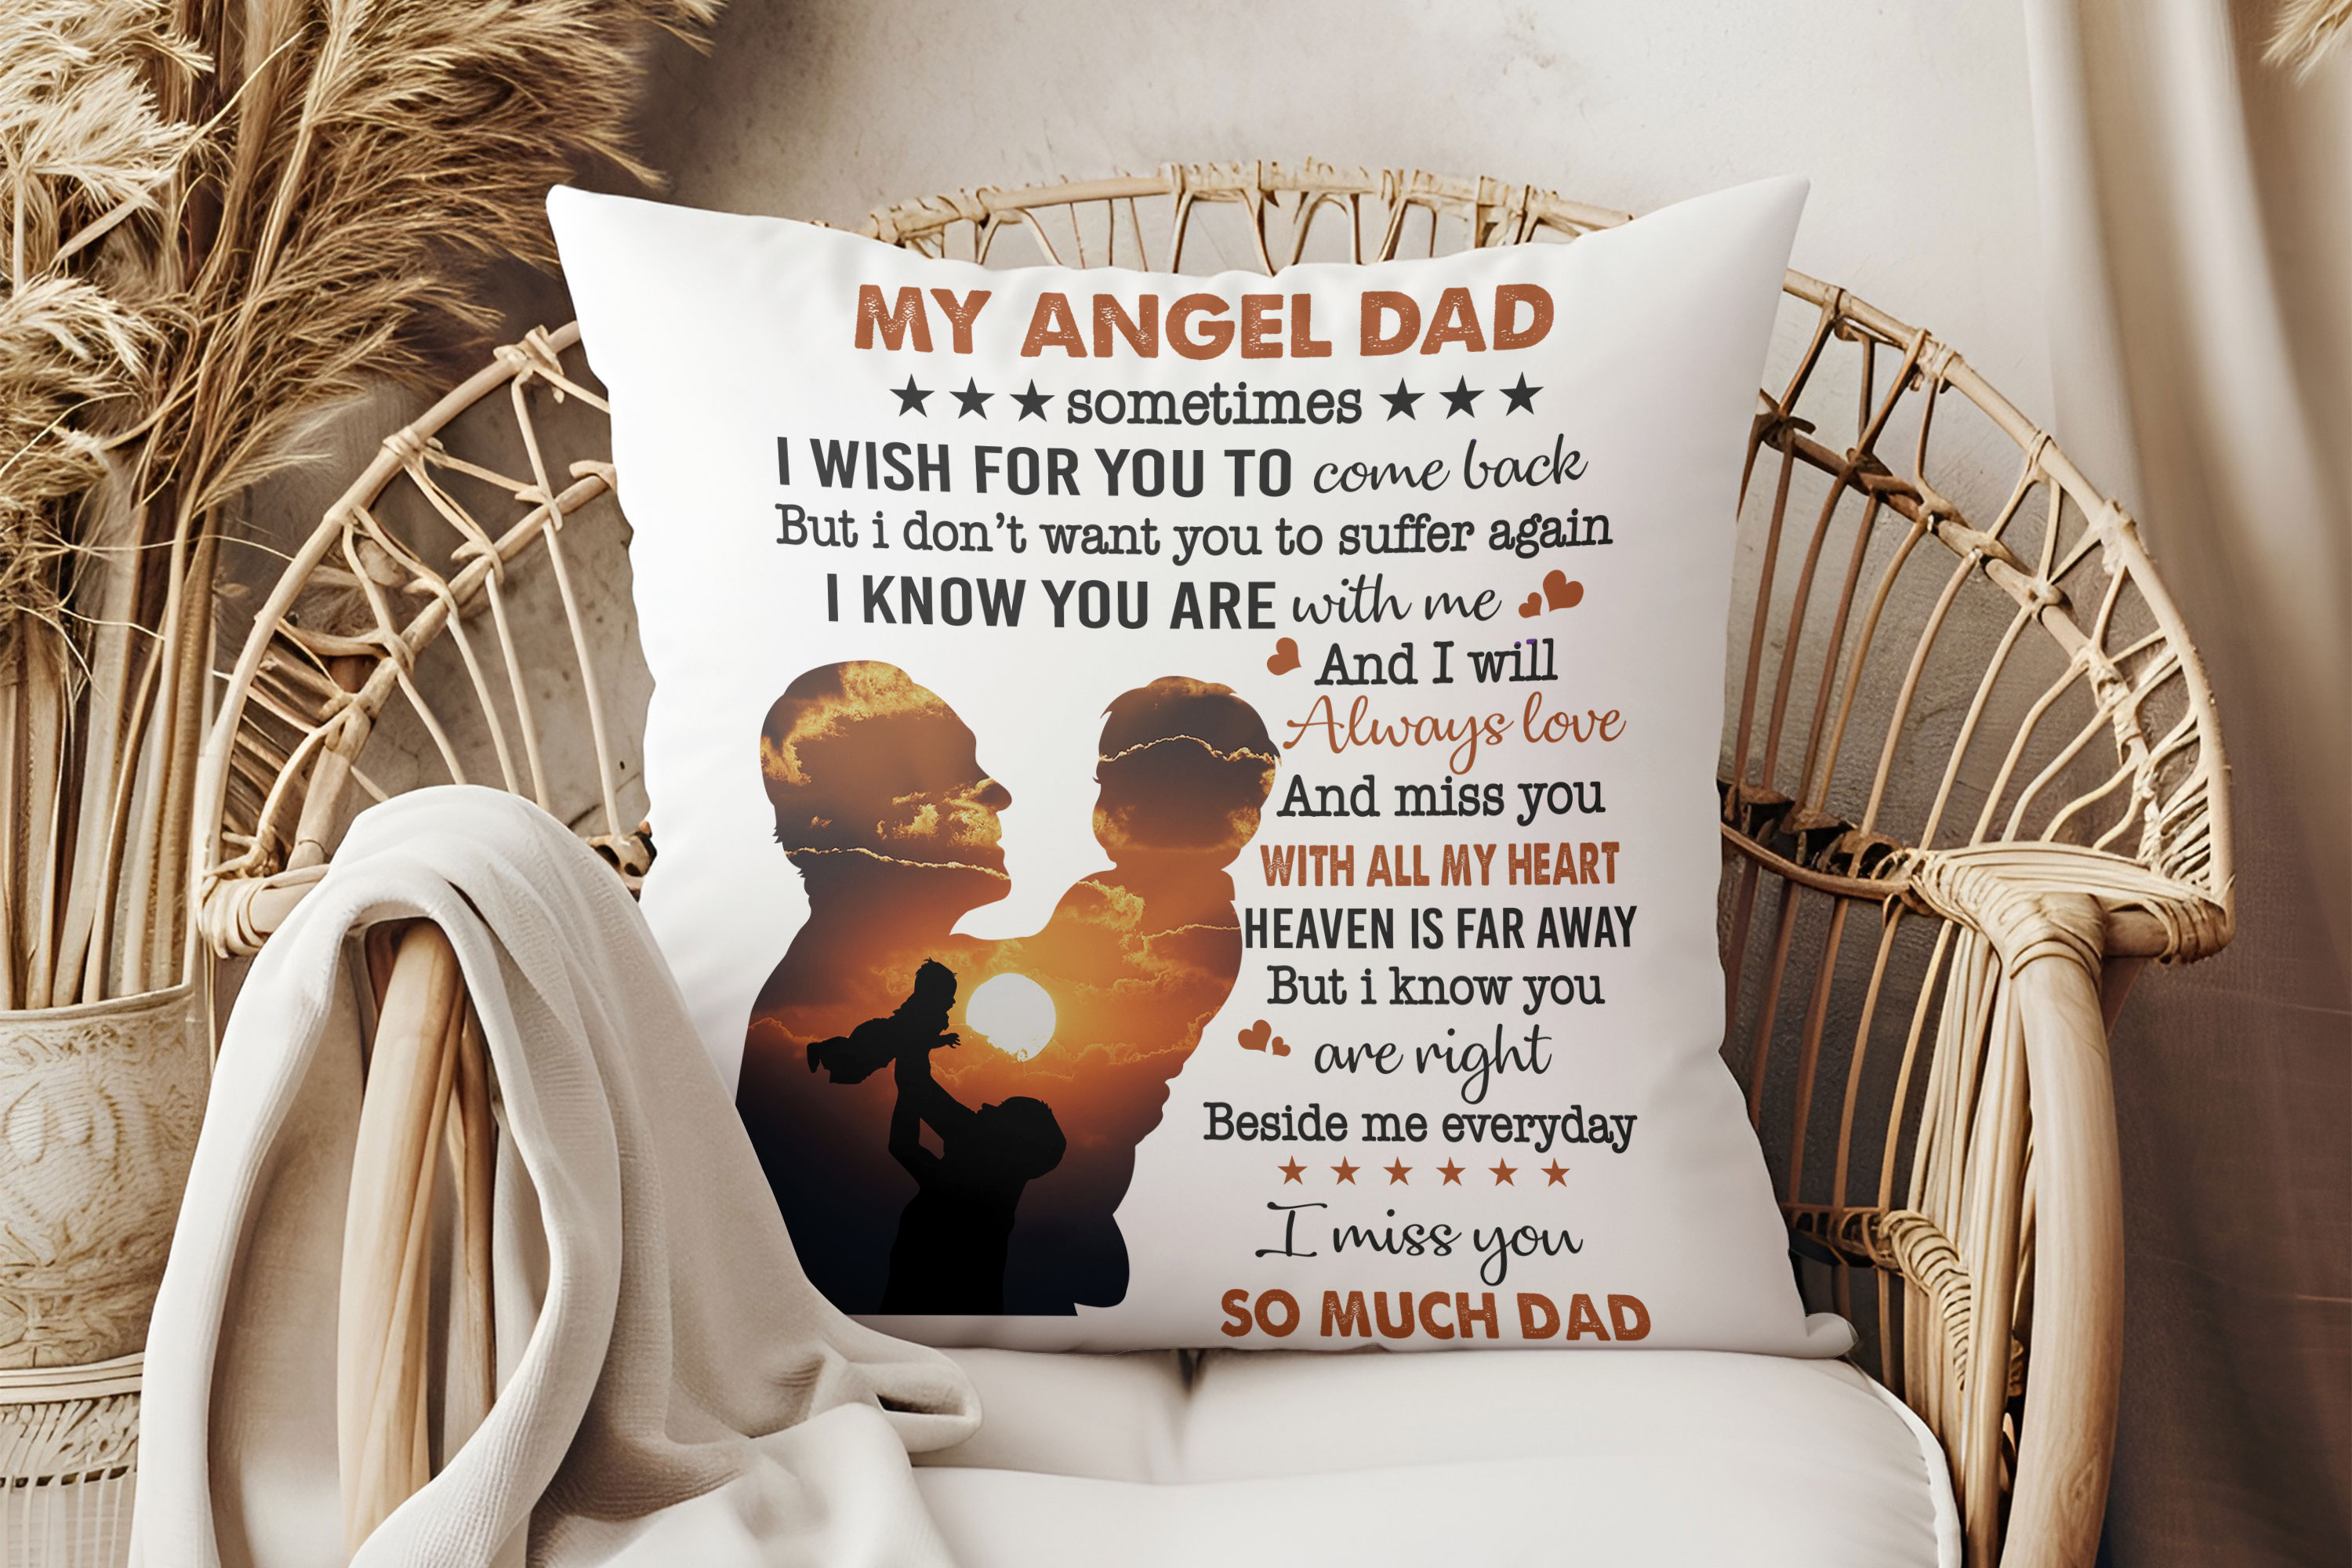 MY ANGEL DAD
★ ★ ★ sometimes ★ ★ ★
I WISH FOR YOU TO come back
But i don't want you to suffer again
I KNOW YOU ARE with me
And I will
Always love
And miss you
WITH ALL MY HEART
HEAVEN IS FAR AWAY
But i know you
are right
Beside me everyday
★ ★ ★ ★ ★ ★
I miss you
SO MUCH DAD